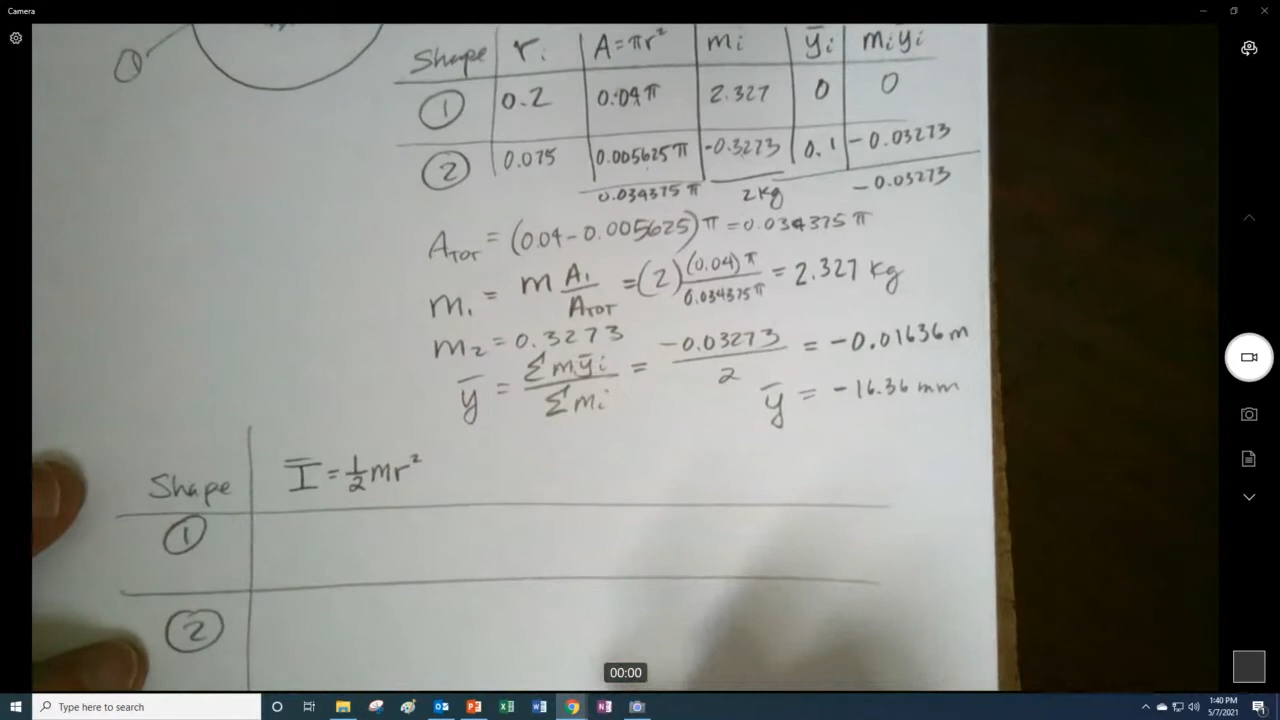 Camera
Shape rᵢ A=πr² mᵢ ȳᵢ mᵢyᵢ
① 0.2 0.04π 2.327 0 0
② 0.075 0.005625π -0.3273 0.1 -0.03273
0.034375π 2kg -0.03273
A_TOT = (0.04-0.005625)π = 0.034375π
m₁ = m A₁/A_TOT = (2) (0.04)π/0.034375π = 2.327 kg
m₂ = 0.3273
ȳ = Σmȳᵢ/Σmᵢ = -0.03273/2 = -0.01636m
ȳ = -16.36 mm
Shape Ī = ½mr²
①
②
00:00
Type here to search
1:40 PM
5/7/2021